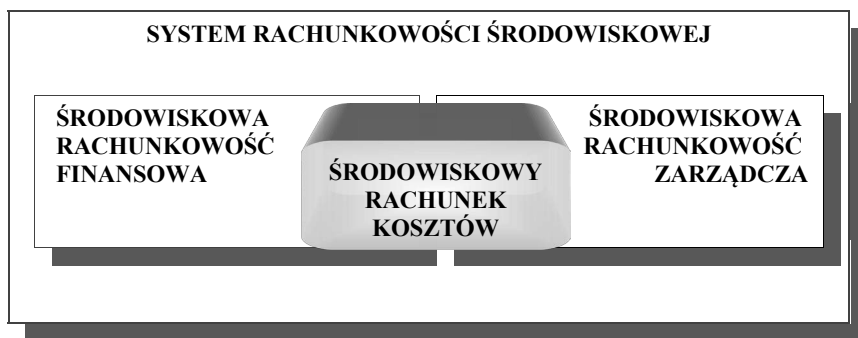 SYSTEM RACHUNKOWOŚCI ŚRODOWISKOWEJ
ŚRODOWISKOWA
RACHUNKOWOŚĆ
FINANSOWA
ŚRODOWISKOWY
RACHUNEK
KOSZTÓW
ŚRODOWISKOWA
RACHUNKOWOŚĆ
ZARZĄDCZA